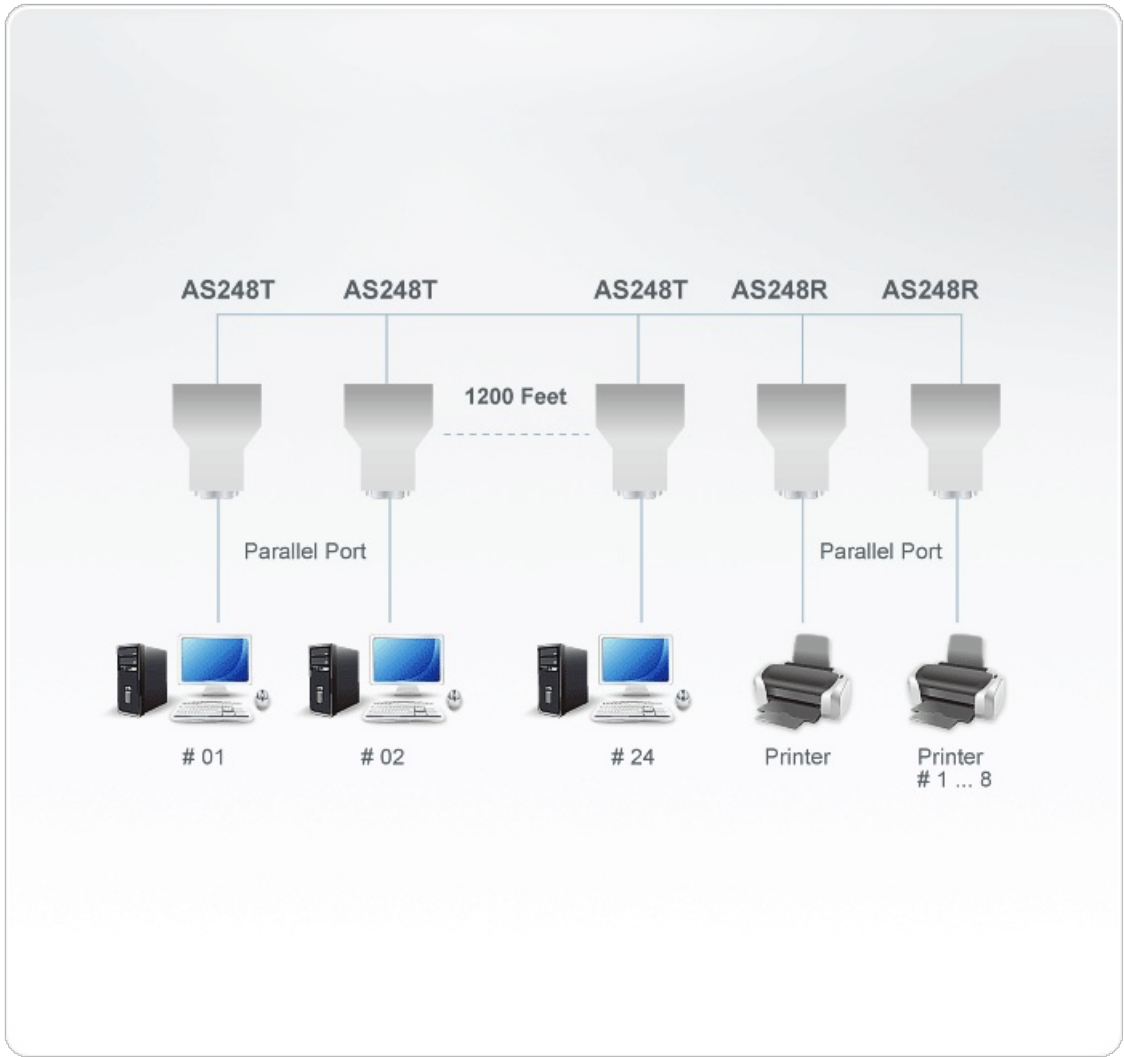 AS248T AS248T AS248T AS248R AS248R
1200 Feet
Parallel Port Parallel Port
# 01 # 02 # 24 Printer Printer
# 1 ... 8